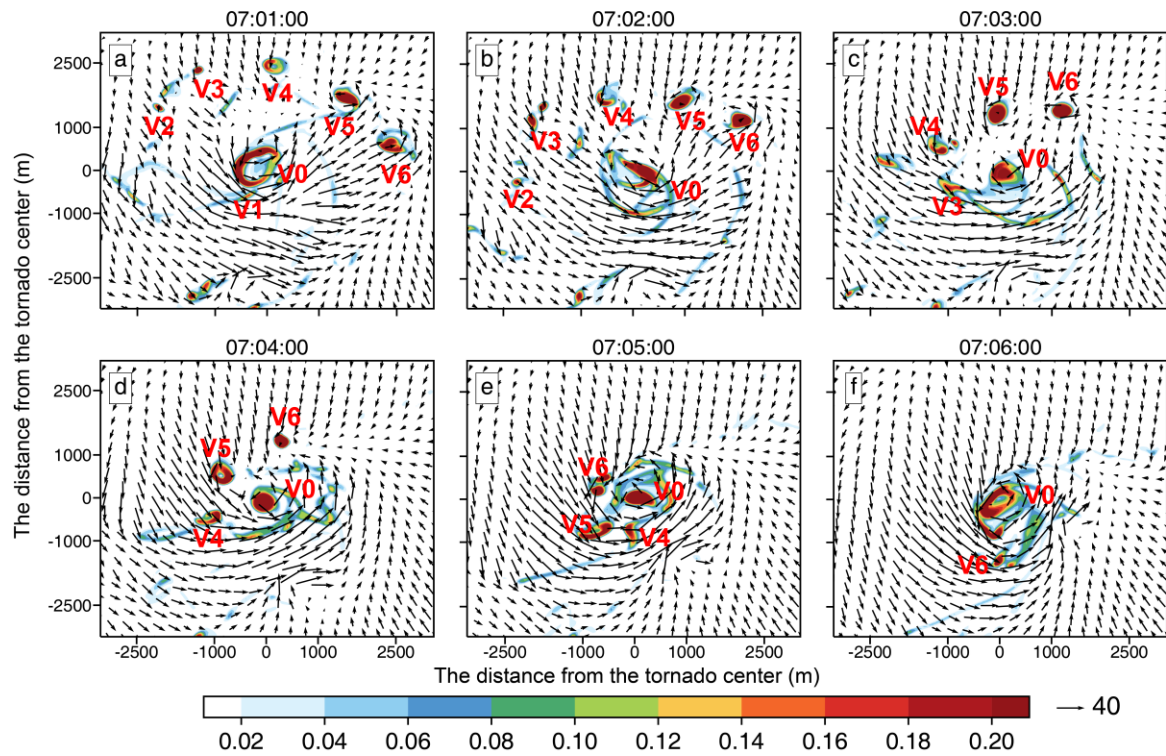 07:01:00 07:02:00 07:03:00
The distance from the tornado center (m)
2500
1000
0
-1000
-2500
a
V3
V4
V2
V5
V6
V0
V1
b
V4
V5
V6
V3
V2
V0
c
V5
V6
V4
V0
V3
07:04:00 07:05:00 07:06:00
2500
1000
0
-1000
-2500
d
V6
V5
V0
V4
e
V6
V0
V5
V4
f
V0
V6
-2500 -1000 0 1000 2500 -2500 -1000 0 1000 2500 -2500 -1000 0 1000 2500
The distance from the tornado center (m)
40
0.02 0.04 0.06 0.08 0.10 0.12 0.14 0.16 0.18 0.20